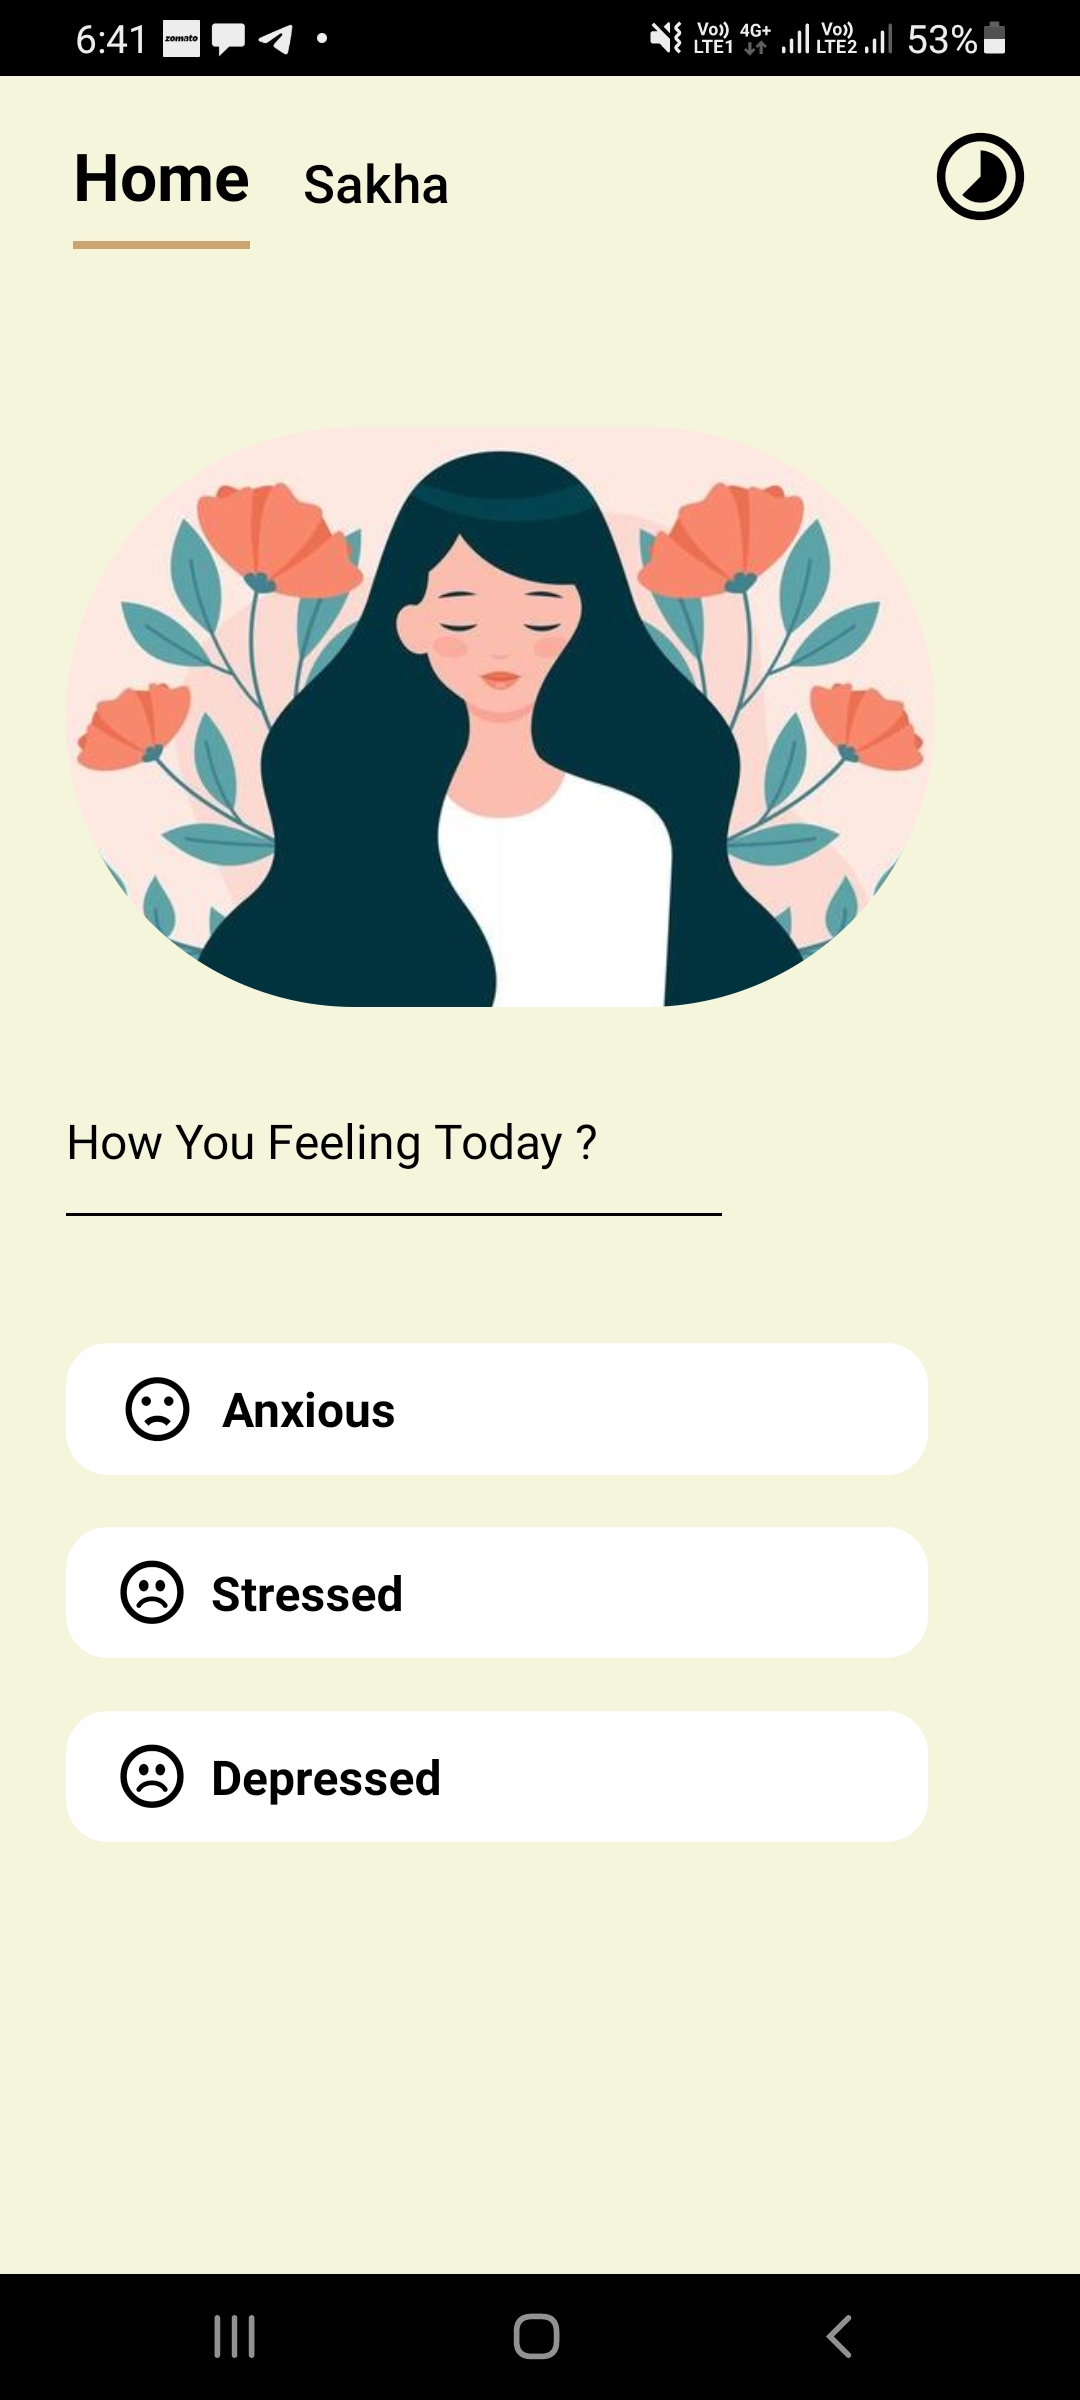 6:41 zomato Vo)) LTE1 4G+ Vo)) LTE2 53%
Home Sakha
How You Feeling Today ?
Anxious
Stressed
Depressed